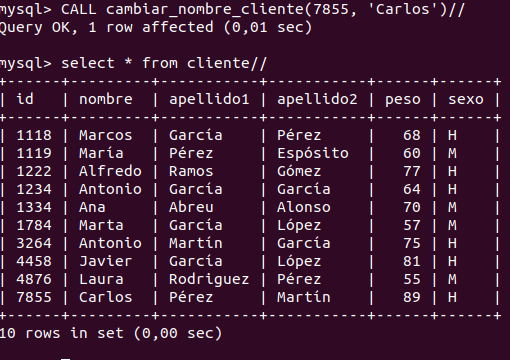 mysql> CALL cambiar_nombre_cliente(7855, 'Carlos')//
Query OK, 1 row affected (0,01 sec)
mysql> select * from cliente//
+------+---------+-----------+-----------+------+------+
| id   | nombre  | apellido1 | apellido2 | peso | sexo |
+------+---------+-----------+-----------+------+------+
| 1118 | Marcos  | García    | Pérez     |   68 | H    |
| 1119 | María   | Pérez     | Espósito  |   60 | M    |
| 1222 | Alfredo | Ramos     | Gómez     |   77 | H    |
| 1234 | Antonio | García    | García    |   64 | H    |
| 1334 | Ana     | Abreu     | Alonso    |   70 | M    |
| 1784 | Marta   | García    | López     |   57 | M    |
| 3264 | Antonio | Martín    | García    |   75 | H    |
| 4458 | Javier  | García    | López     |   81 | H    |
| 4876 | Laura   | Rodriguez | Pérez     |   55 | M    |
| 7855 | Carlos  | Pérez     | Martín    |   89 | H    |
+------+---------+-----------+-----------+------+------+
10 rows in set (0,00 sec)